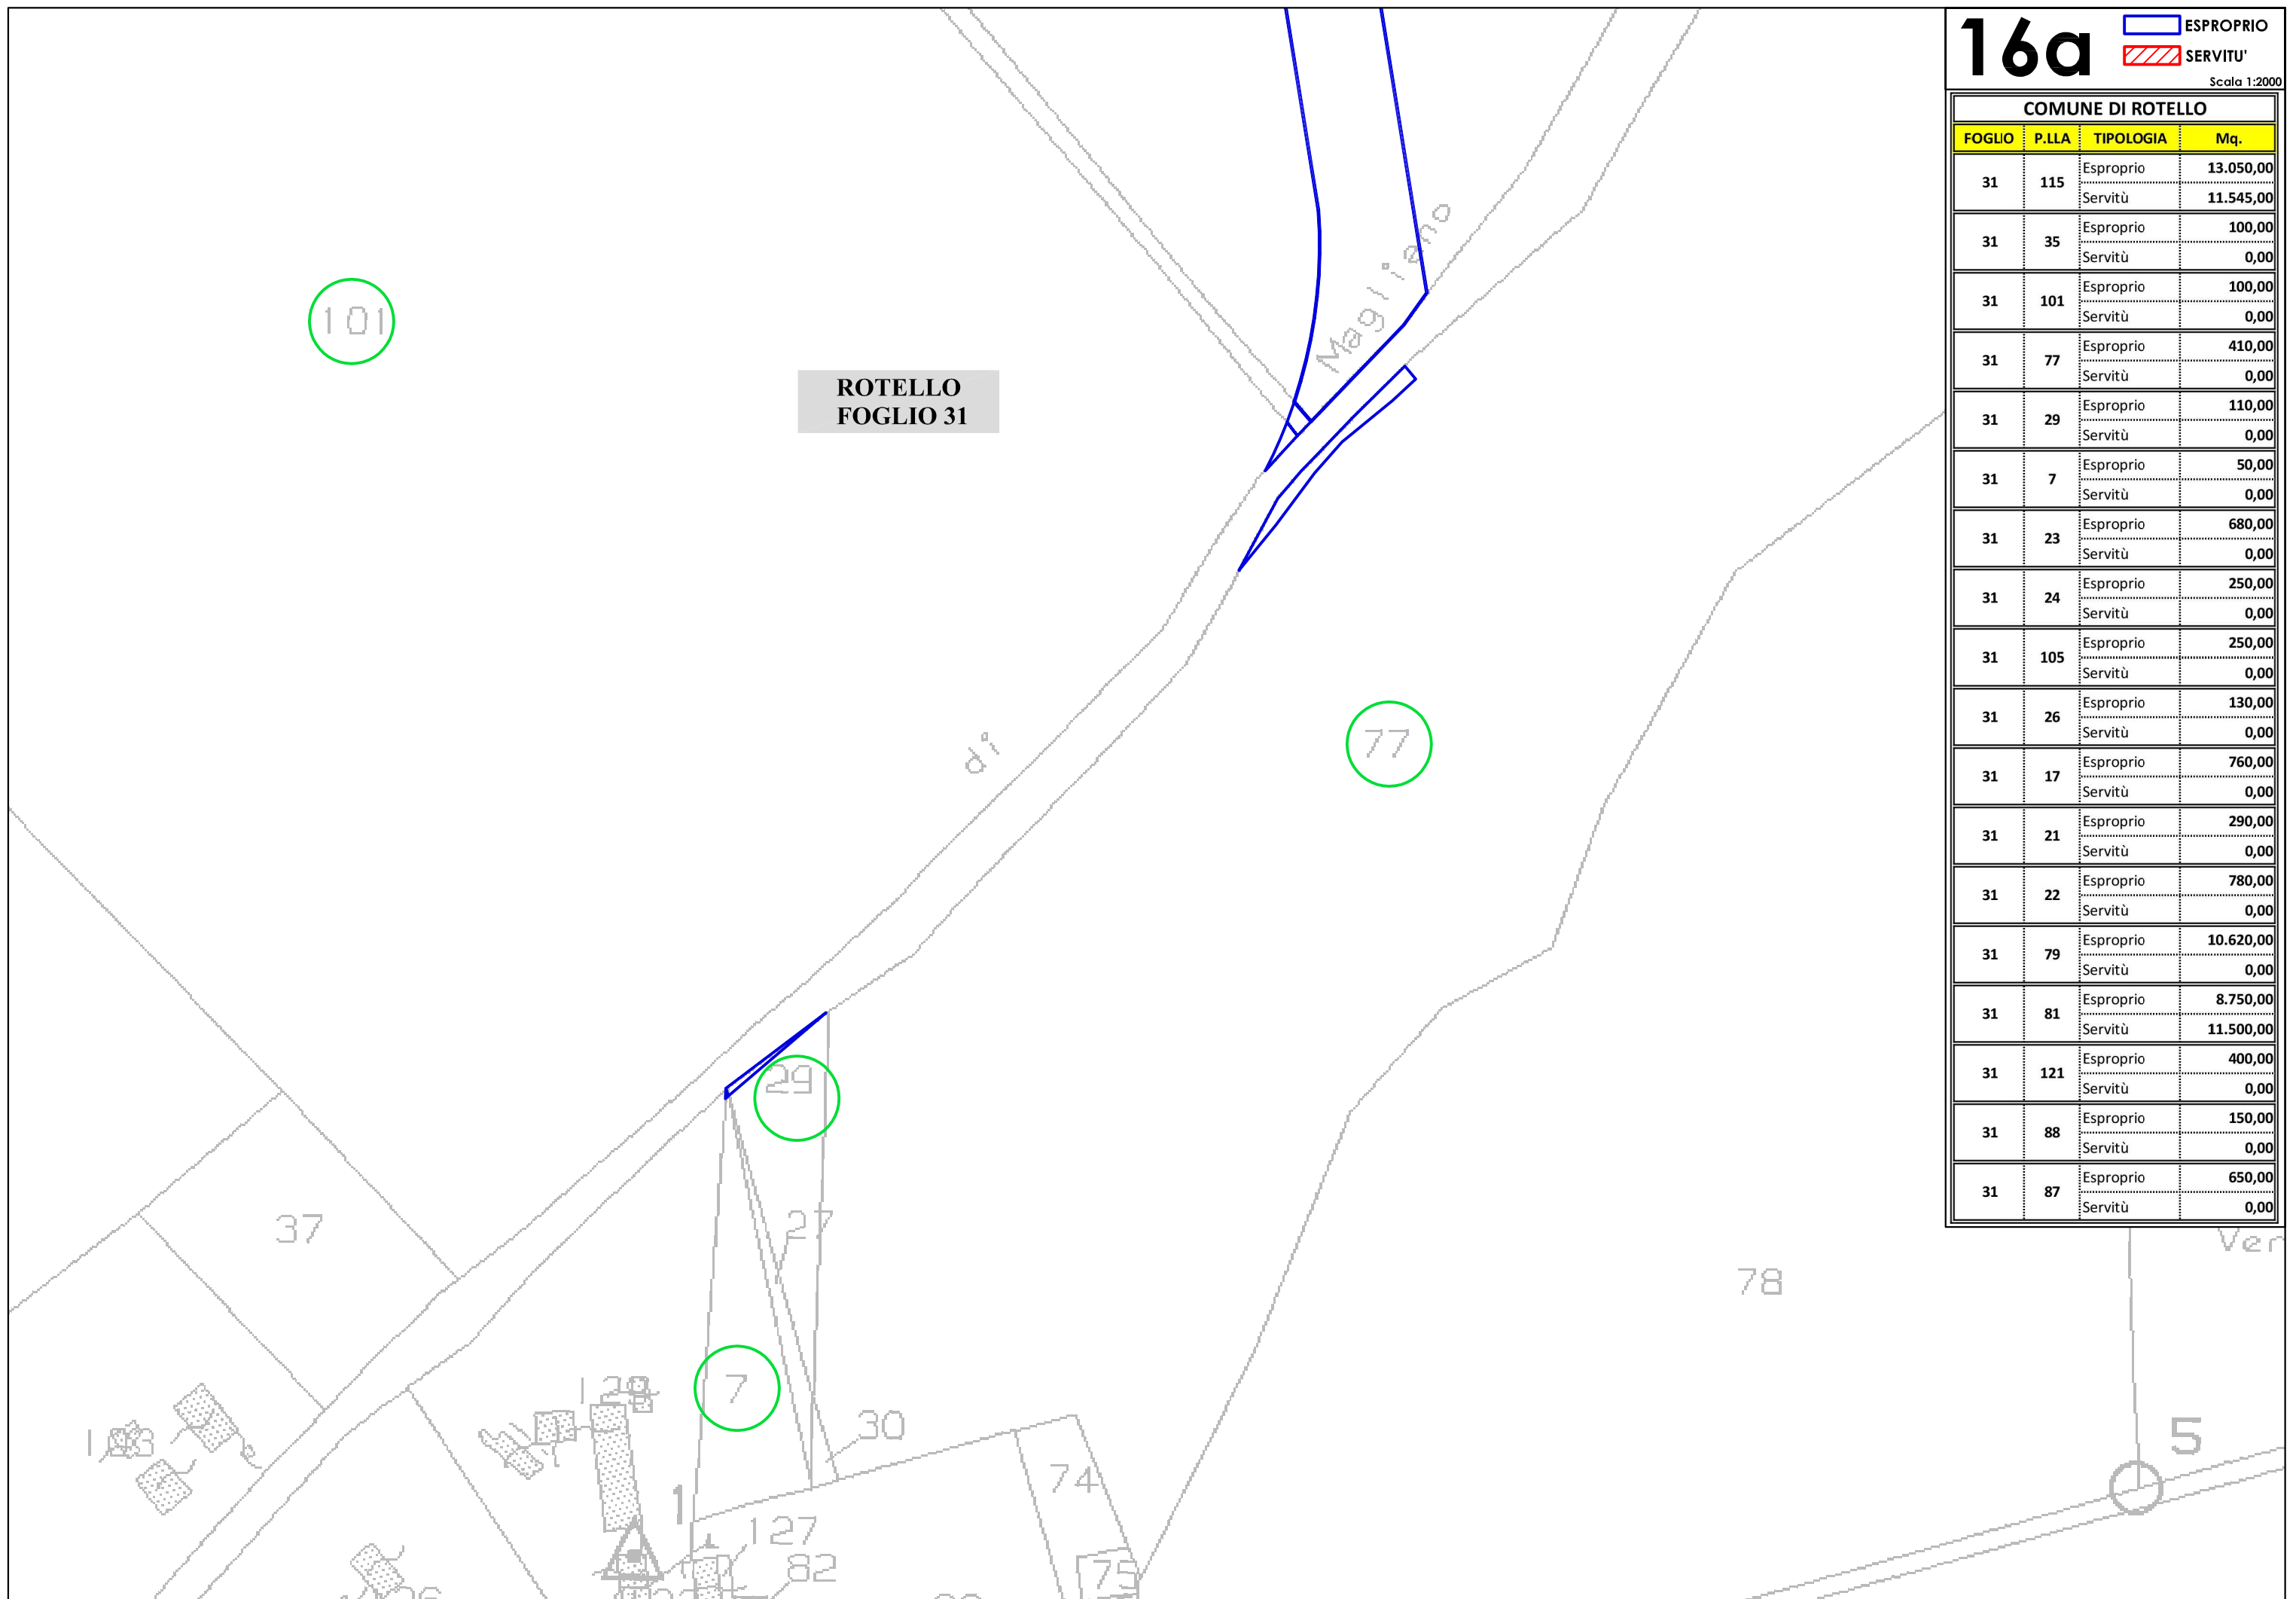 16a
ESPROPRIO
SERVITU'
Scala 1:2000
COMUNE DI ROTELLO
FOGLIO P.LLA TIPOLOGIA Mq.
31 115 Esproprio 13.050,00
Servitù 11.545,00
31 35 Esproprio 100,00
Servitù 0,00
31 101 Esproprio 100,00
Servitù 0,00
31 77 Esproprio 410,00
Servitù 0,00
31 29 Esproprio 110,00
Servitù 0,00
31 7 Esproprio 50,00
Servitù 0,00
31 23 Esproprio 680,00
Servitù 0,00
31 24 Esproprio 250,00
Servitù 0,00
31 105 Esproprio 250,00
Servitù 0,00
31 26 Esproprio 130,00
Servitù 0,00
31 17 Esproprio 760,00
Servitù 0,00
31 21 Esproprio 290,00
Servitù 0,00
31 22 Esproprio 780,00
Servitù 0,00
31 79 Esproprio 10.620,00
Servitù 0,00
31 81 Esproprio 8.750,00
Servitù 11.500,00
31 121 Esproprio 400,00
Servitù 0,00
31 88 Esproprio 150,00
Servitù 0,00
31 87 Esproprio 650,00
Servitù 0,00
Magliano
101
ROTELLO
FOGLIO 31
77
di
29
27
37
Ver
78
7
30
5
74
1
127
82
75